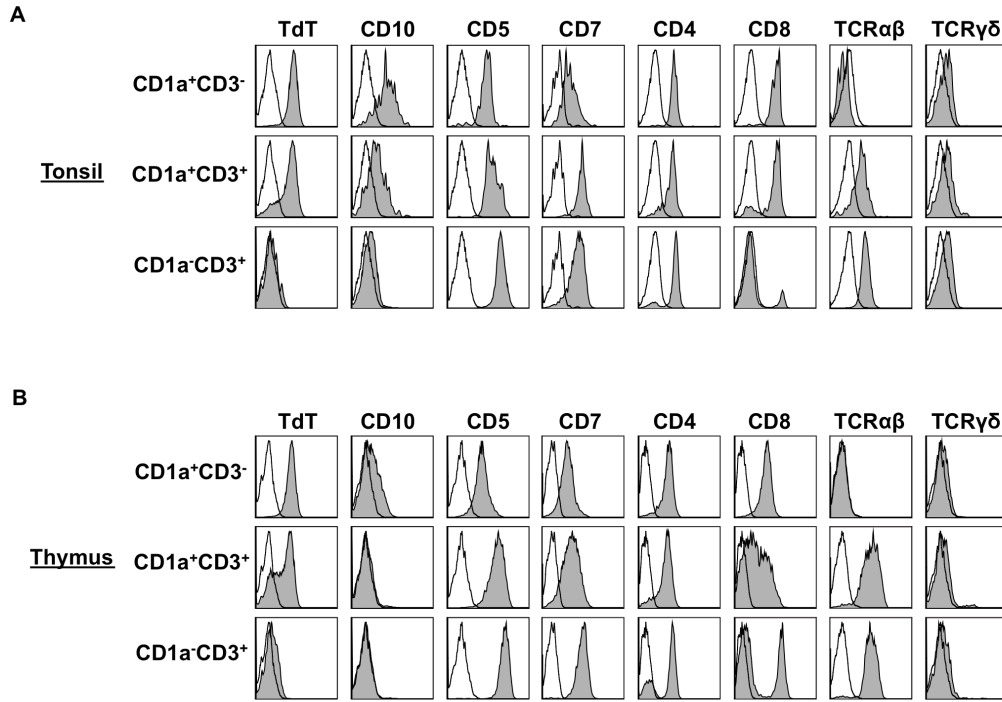 A
TdT CD10 CD5 CD7 CD4 CD8 TCRαβ TCRγδ
CD1a⁺CD3⁻
Tonsil CD1a⁺CD3⁺
CD1a⁻CD3⁺
B
TdT CD10 CD5 CD7 CD4 CD8 TCRαβ TCRγδ
CD1a⁺CD3⁻
Thymus CD1a⁺CD3⁺
CD1a⁻CD3⁺